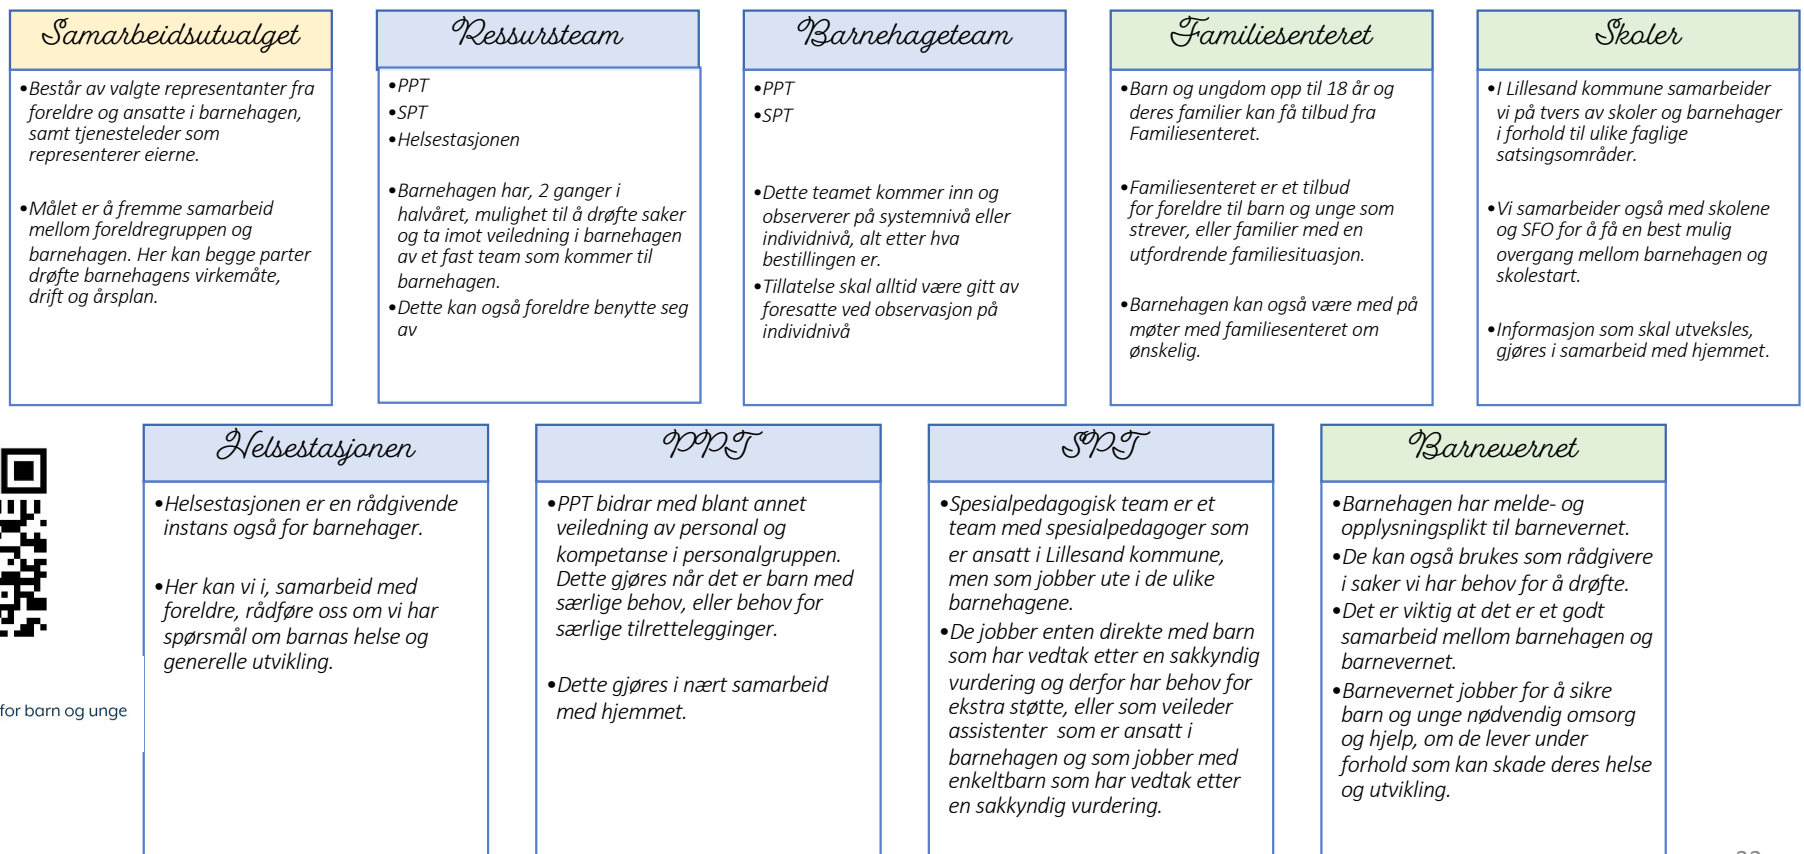 Samarbeidsutvalget
•Består av valgte representanter fra
foreldre og ansatte i barnehagen,
samt tjenesteleder som
representerer eierne.
•Målet er å fremme samarbeid
mellom foreldregruppen og
barnehagen. Her kan begge parter
drøfte barnehagens virkemåte,
drift og årsplan.
Ressursteam
•PPT
•SPT
•Helsestasjonen
•Barnehagen har, 2 ganger i
halvåret, mulighet til å drøfte saker
og ta imot veiledning i barnehagen
av et fast team som kommer til
barnehagen.
•Dette kan også foreldre benytte seg
av
Barnehageteam
•PPT
•SPT
•Dette teamet kommer inn og
observerer på systemnivå eller
individnivå, alt etter hva
bestillingen er.
•Tillatelse skal alltid være gitt av
foresatte ved observasjon på
individnivå
Familiesenteret
•Barn og ungdom opp til 18 år og
deres familier kan få tilbud fra
Familiesenteret.
•Familiesenteret er et tilbud
for foreldre til barn og unge som
strever, eller familier med en
utfordrende familiesituasjon.
•Barnehagen kan også være med på
møter med familiesenteret om
ønskelig.
Skoler
•I Lillesand kommune samarbeider
vi på tvers av skoler og barnehager
i forhold til ulike faglige
satsingsområder.
•Vi samarbeider også med skolene
og SFO for å få en best mulig
overgang mellom barnehagen og
skolestart.
•Informasjon som skal utveksles,
gjøres i samarbeid med hjemmet.
for barn og unge
Helsestasjonen
•Helsestasjonen er en rådgivende
instans også for barnehager.
•Her kan vi i, samarbeid med
foreldre, rådføre oss om vi har
spørsmål om barnas helse og
generelle utvikling.
PPT
•PPT bidrar med blant annet
veiledning av personal og
kompetanse i personalgruppen.
Dette gjøres når det er barn med
særlige behov, eller behov for
særlige tilrettelegginger.
•Dette gjøres i nært samarbeid
med hjemmet.
SPT
•Spesialpedagogisk team er et
team med spesialpedagoger som
er ansatt i Lillesand kommune,
men som jobber ute i de ulike
barnehagene.
•De jobber enten direkte med barn
som har vedtak etter en sakkyndig
vurdering og derfor har behov for
ekstra støtte, eller som veileder
assistenter som er ansatt i
barnehagen og som jobber med
enkeltbarn som har vedtak etter
en sakkyndig vurdering.
Barnevernet
•Barnehagen har melde- og
opplysningsplikt til barnevernet.
•De kan også brukes som rådgivere
i saker vi har behov for å drøfte.
•Det er viktig at det er et godt
samarbeid mellom barnehagen og
barnevernet.
•Barnevernet jobber for å sikre
barn og unge nødvendig omsorg
og hjelp, om de lever under
forhold som kan skade deres helse
og utvikling.